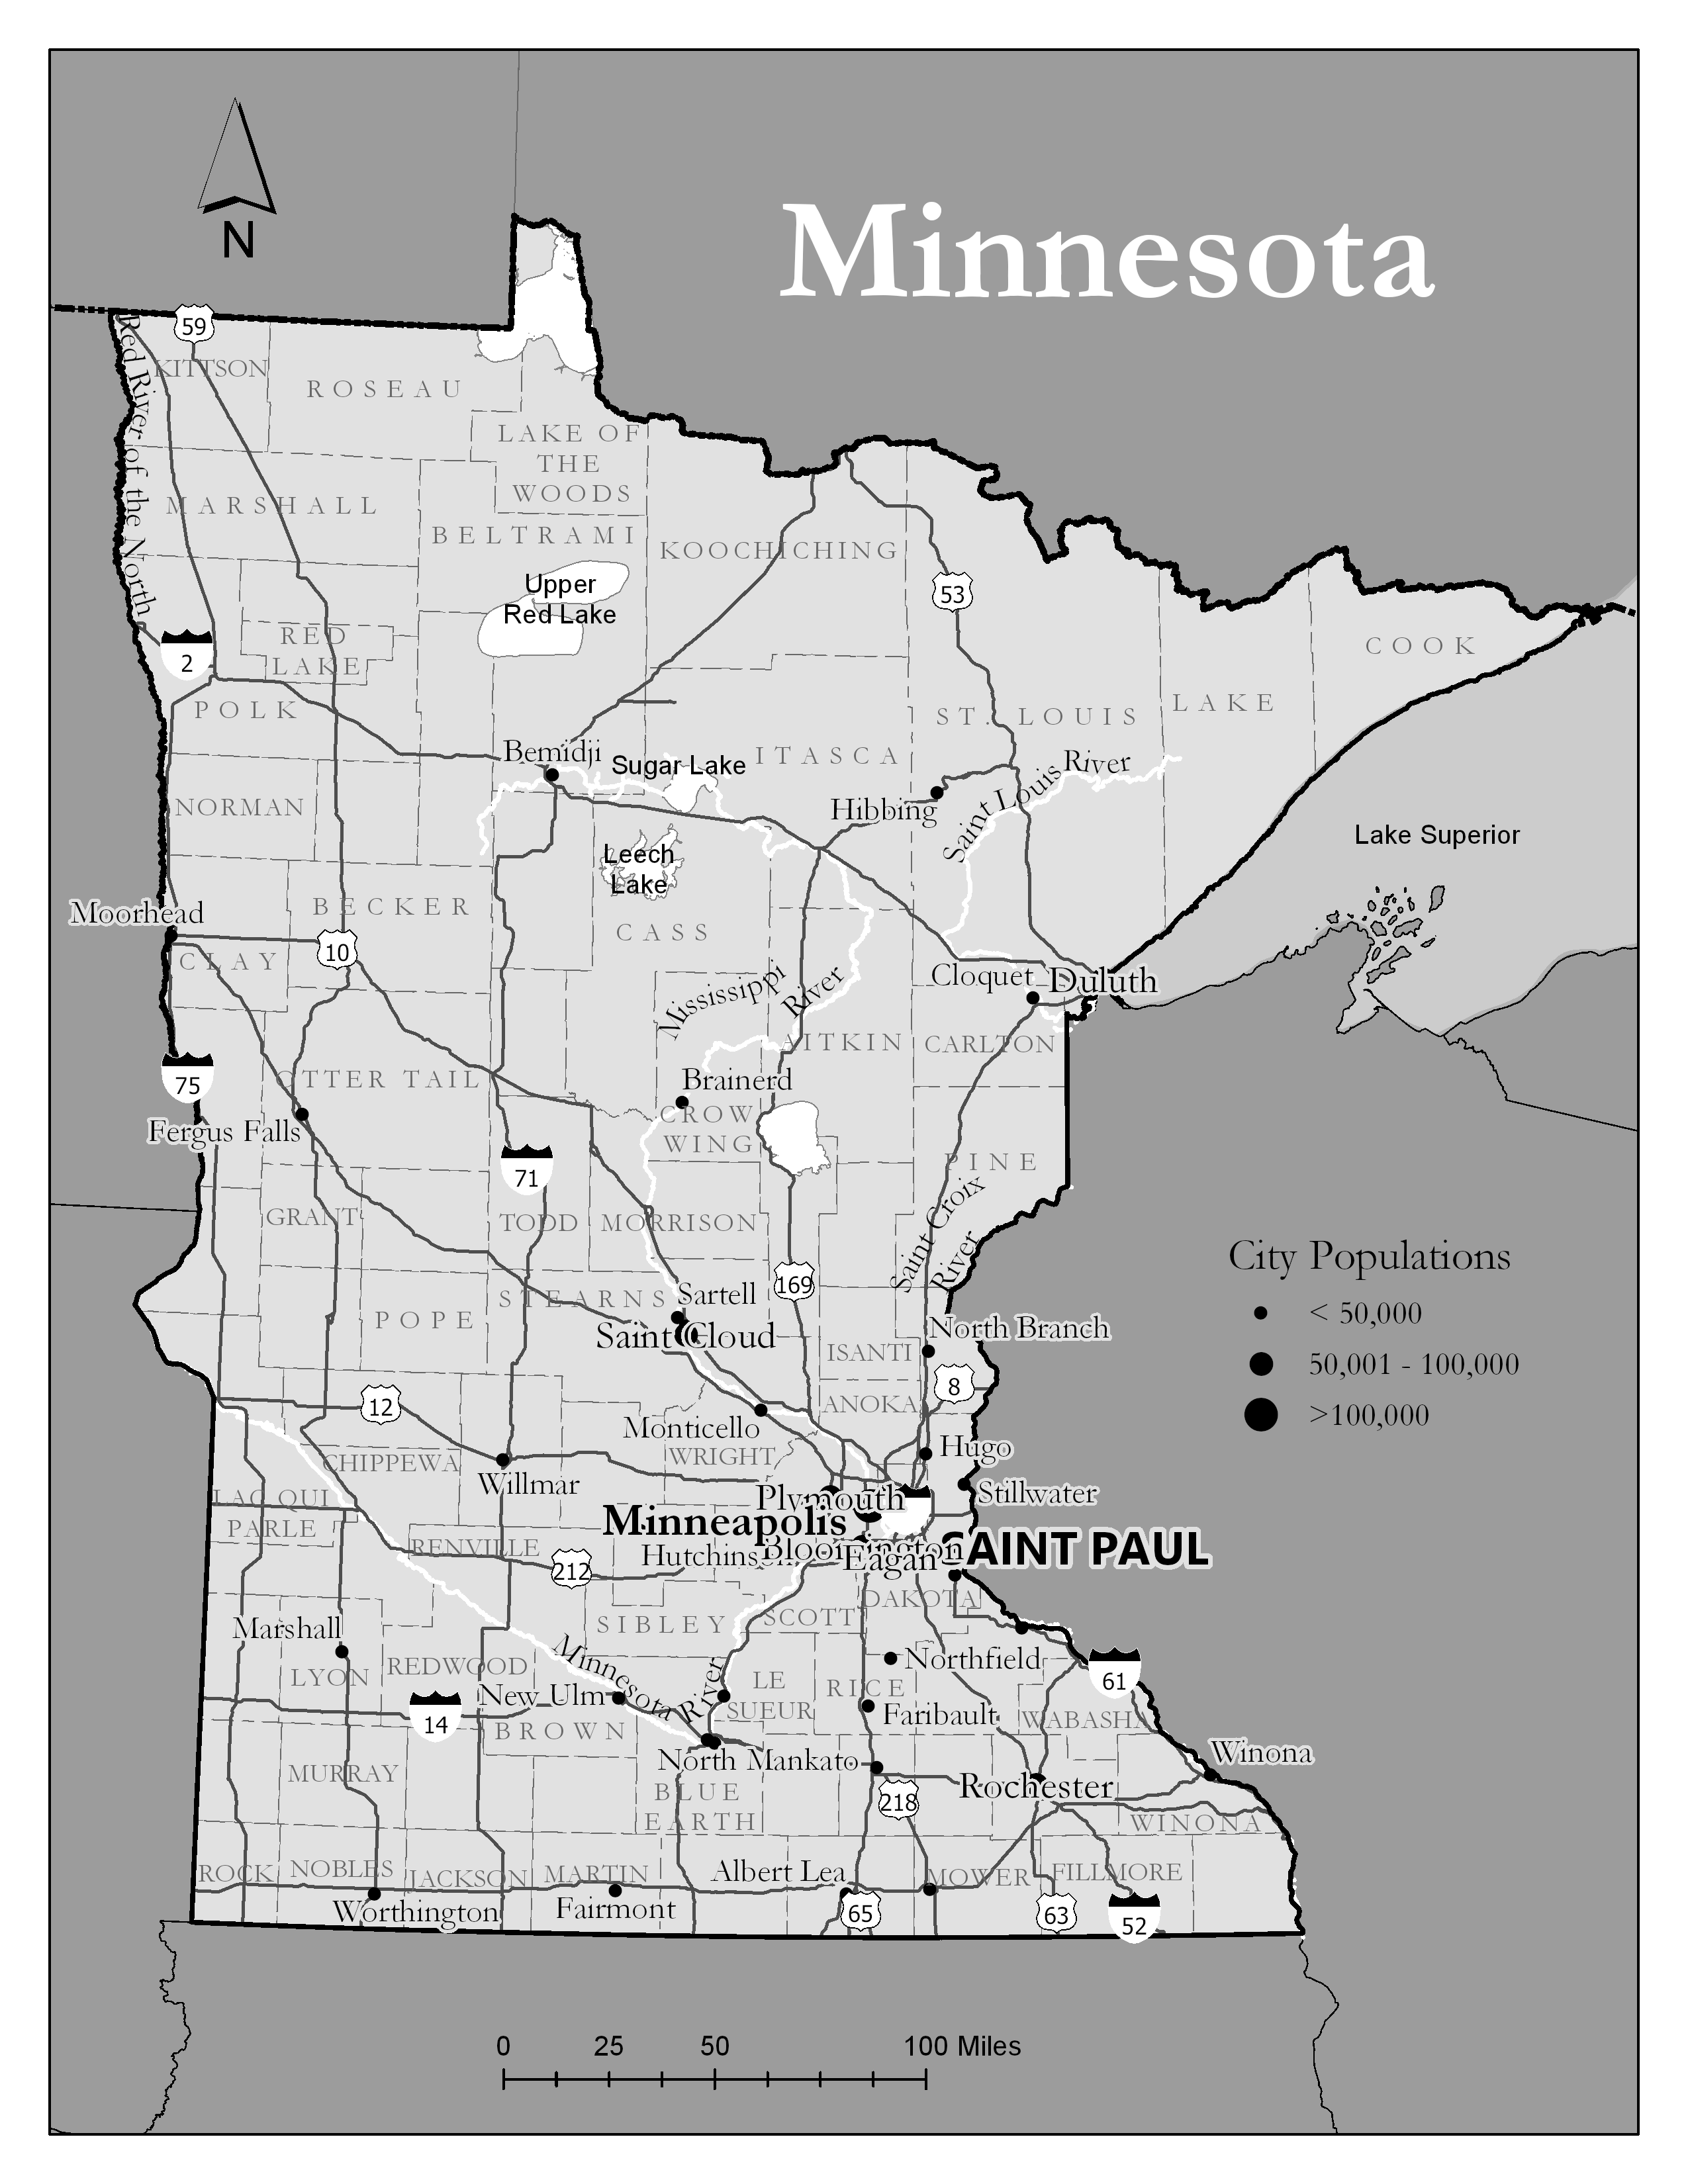 Minnesota
N
59
KITTSON
Red River of the North
ROSEAU
LAKE OF
THE
WOODS
MARSHALL
BELTRAMI
KOOCHICHING
Upper
Red Lake
53
RED
LAKE
2
COOK
POLK
ST. LOUIS
LAKE
Bemidji
Sugar Lake
ITASCA
Saint Louis River
NORMAN
Hibbing
Lake Superior
Leech
Lake
Moorhead
BECKER
CASS
10
CLAY
Mississippi
River
Cloquet
Duluth
AITKIN
CARLTON
75
OTTER TAIL
Brainerd
CROW
WING
Fergus Falls
71
PINE
GRANT
TODD
MORRISON
Saint Croix
River
City Populations
< 50,000
50,001 - 100,000
>100,000
169
STEARNS
Sartell
POPE
Saint Cloud
North Branch
ISANTI
8
12
ANOKA
Monticello
CHIPPEWA
WRIGHT
Hugo
Willmar
LAC QUI
PARLE
Plymouth
Stillwater
Minneapolis
SAINT PAUL
RENVILLE
Bloomington
Hutchinson
Eagan
212
DAKOTA
SIBLEY
SCOTT
Marshall
Minnesota
River
Northfield
LYON
REDWOOD
LE
SUEUR
RICE
61
New Ulm
Faribault
14
BROWN
WABASHA
North Mankato
Winona
MURRAY
BLUE
EARTH
Rochester
218
WINONA
ROCK
NOBLES
JACKSON
MARTIN
Albert Lea
MOWER
FILLMORE
Worthington
Fairmont
65
63
52
0 25 50 100 Miles